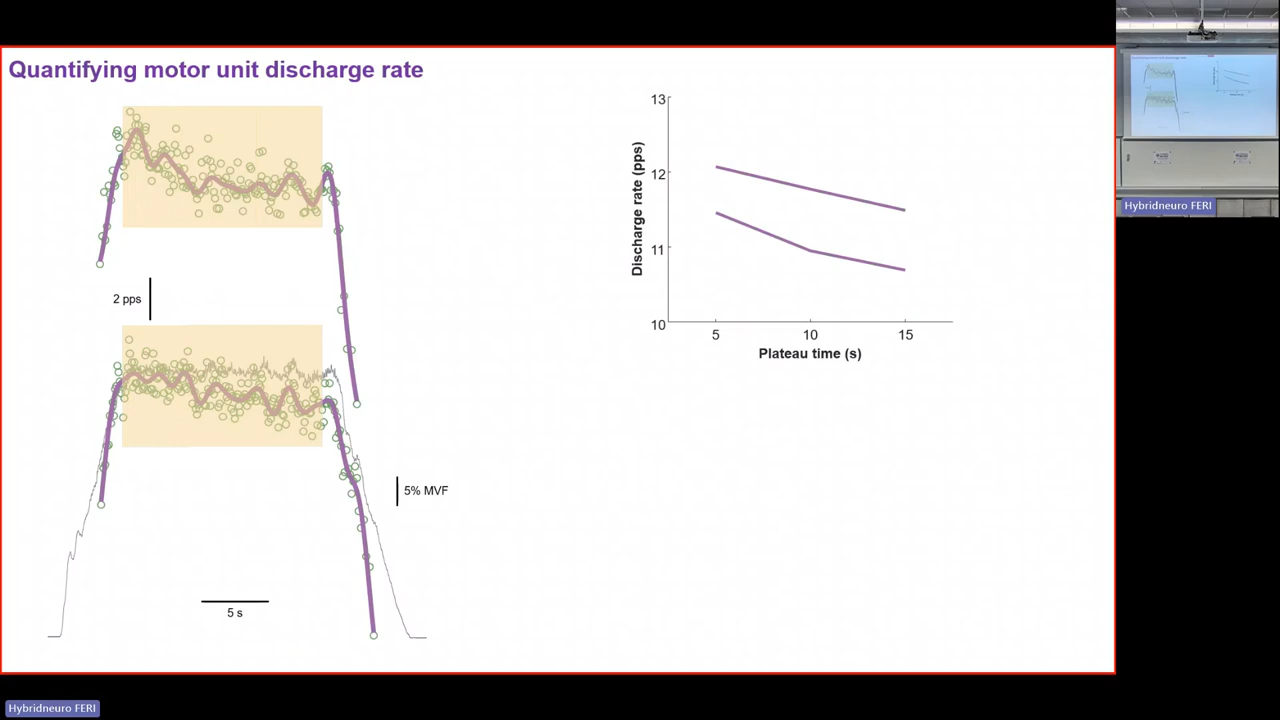 Quantifying motor unit discharge rate
2 pps
5% MVF
5 s
Discharge rate (pps)
13
12
11
10
5 10 15
Plateau time (s)
Hybridneuro FERI
Hybridneuro FERI